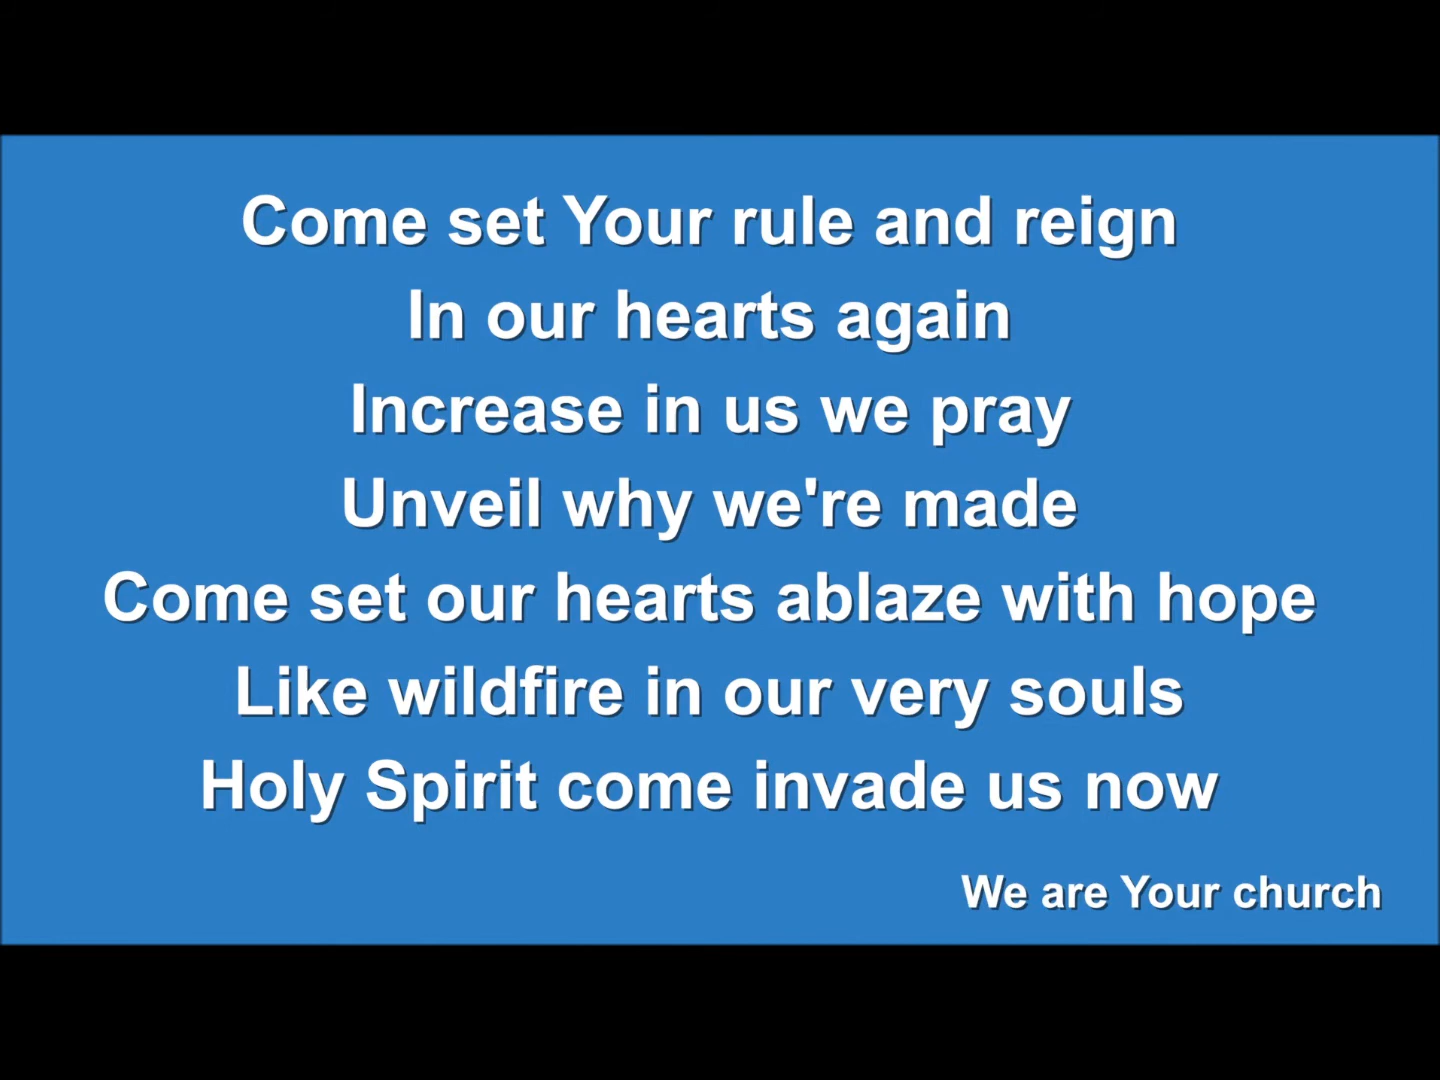 Come set Your rule and reign
In our hearts again
Increase in us we pray
Unveil why we're made
Come set our hearts ablaze with hope
Like wildfire in our very souls
Holy Spirit come invade us now
We are Your church